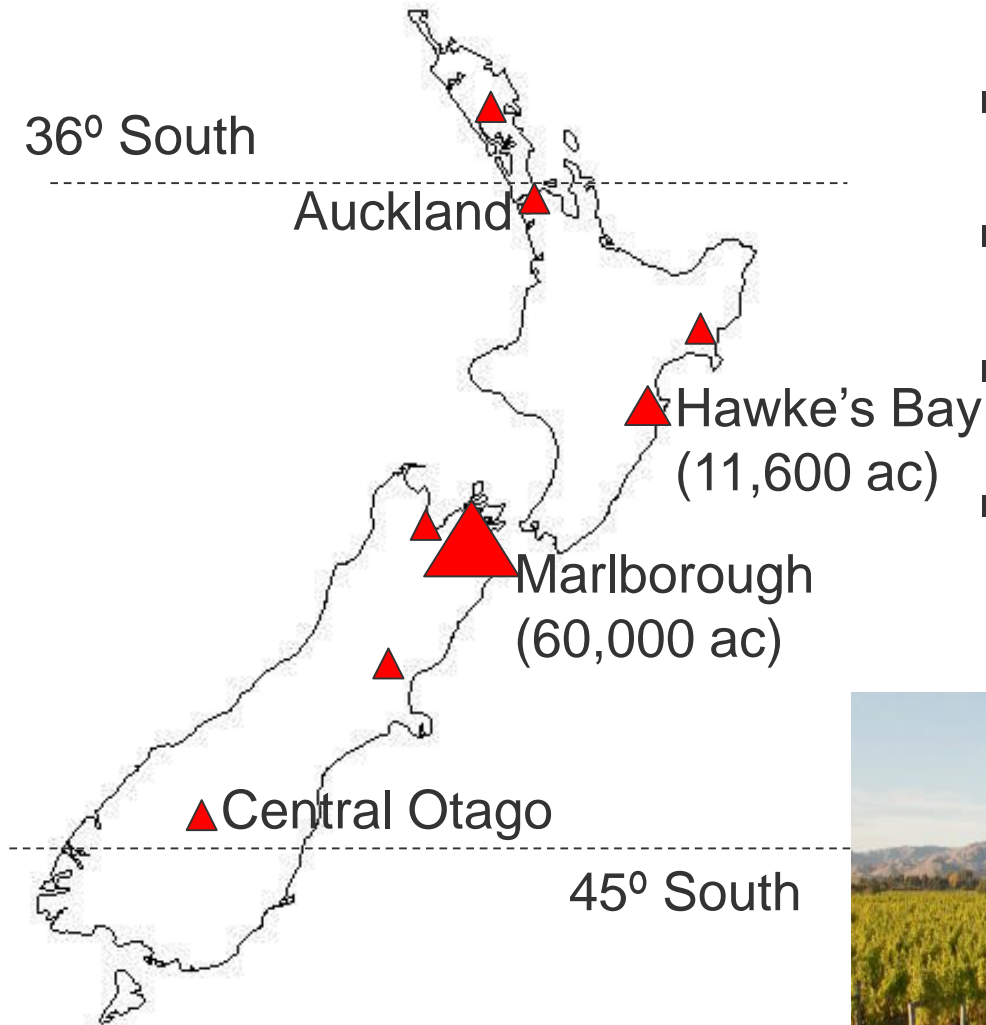 36º South
Auckland
Hawke’s Bay
(11,600 ac)
Marlborough
(60,000 ac)
Central Otago
45º South